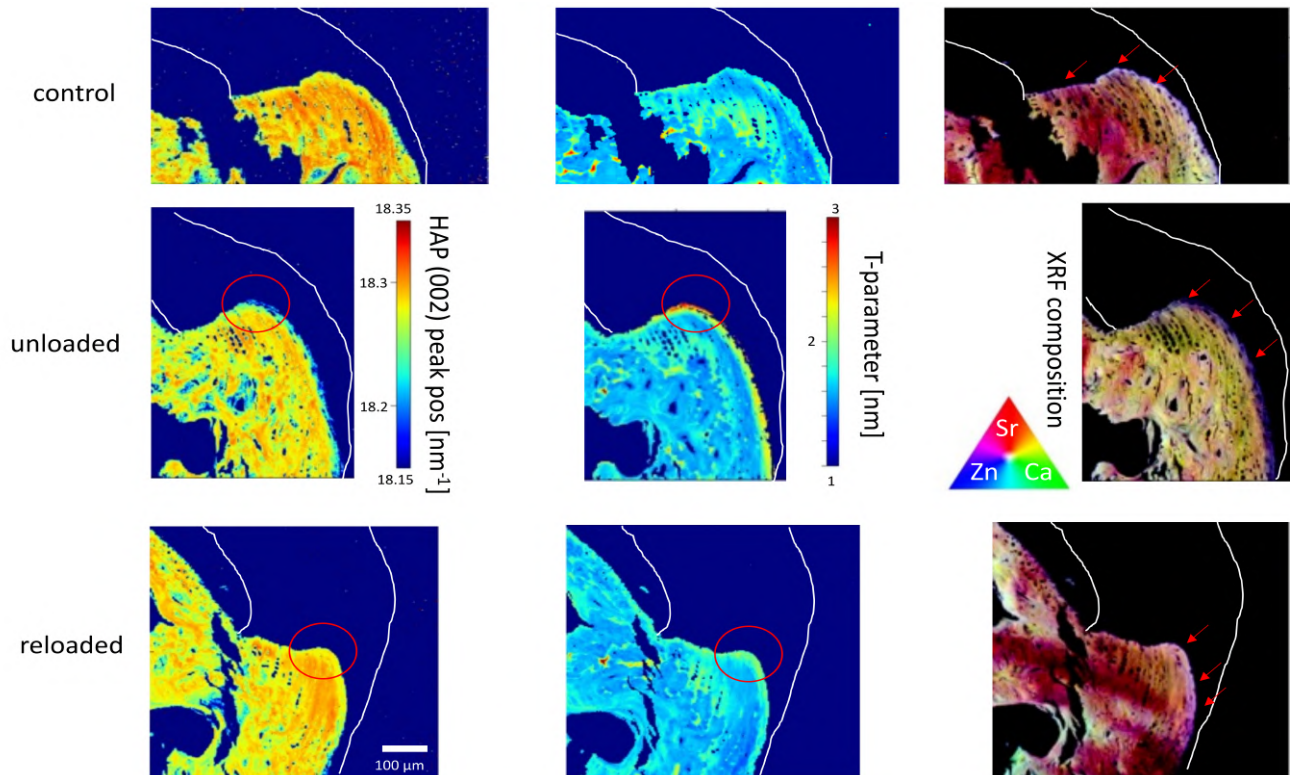 control
unloaded
18.35
18.3
18.2
18.15
HAP (002) peak pos [nm⁻¹]
3
2
1
T-parameter [nm]
XRF composition
Sr
Zn Ca
reloaded
100 µm